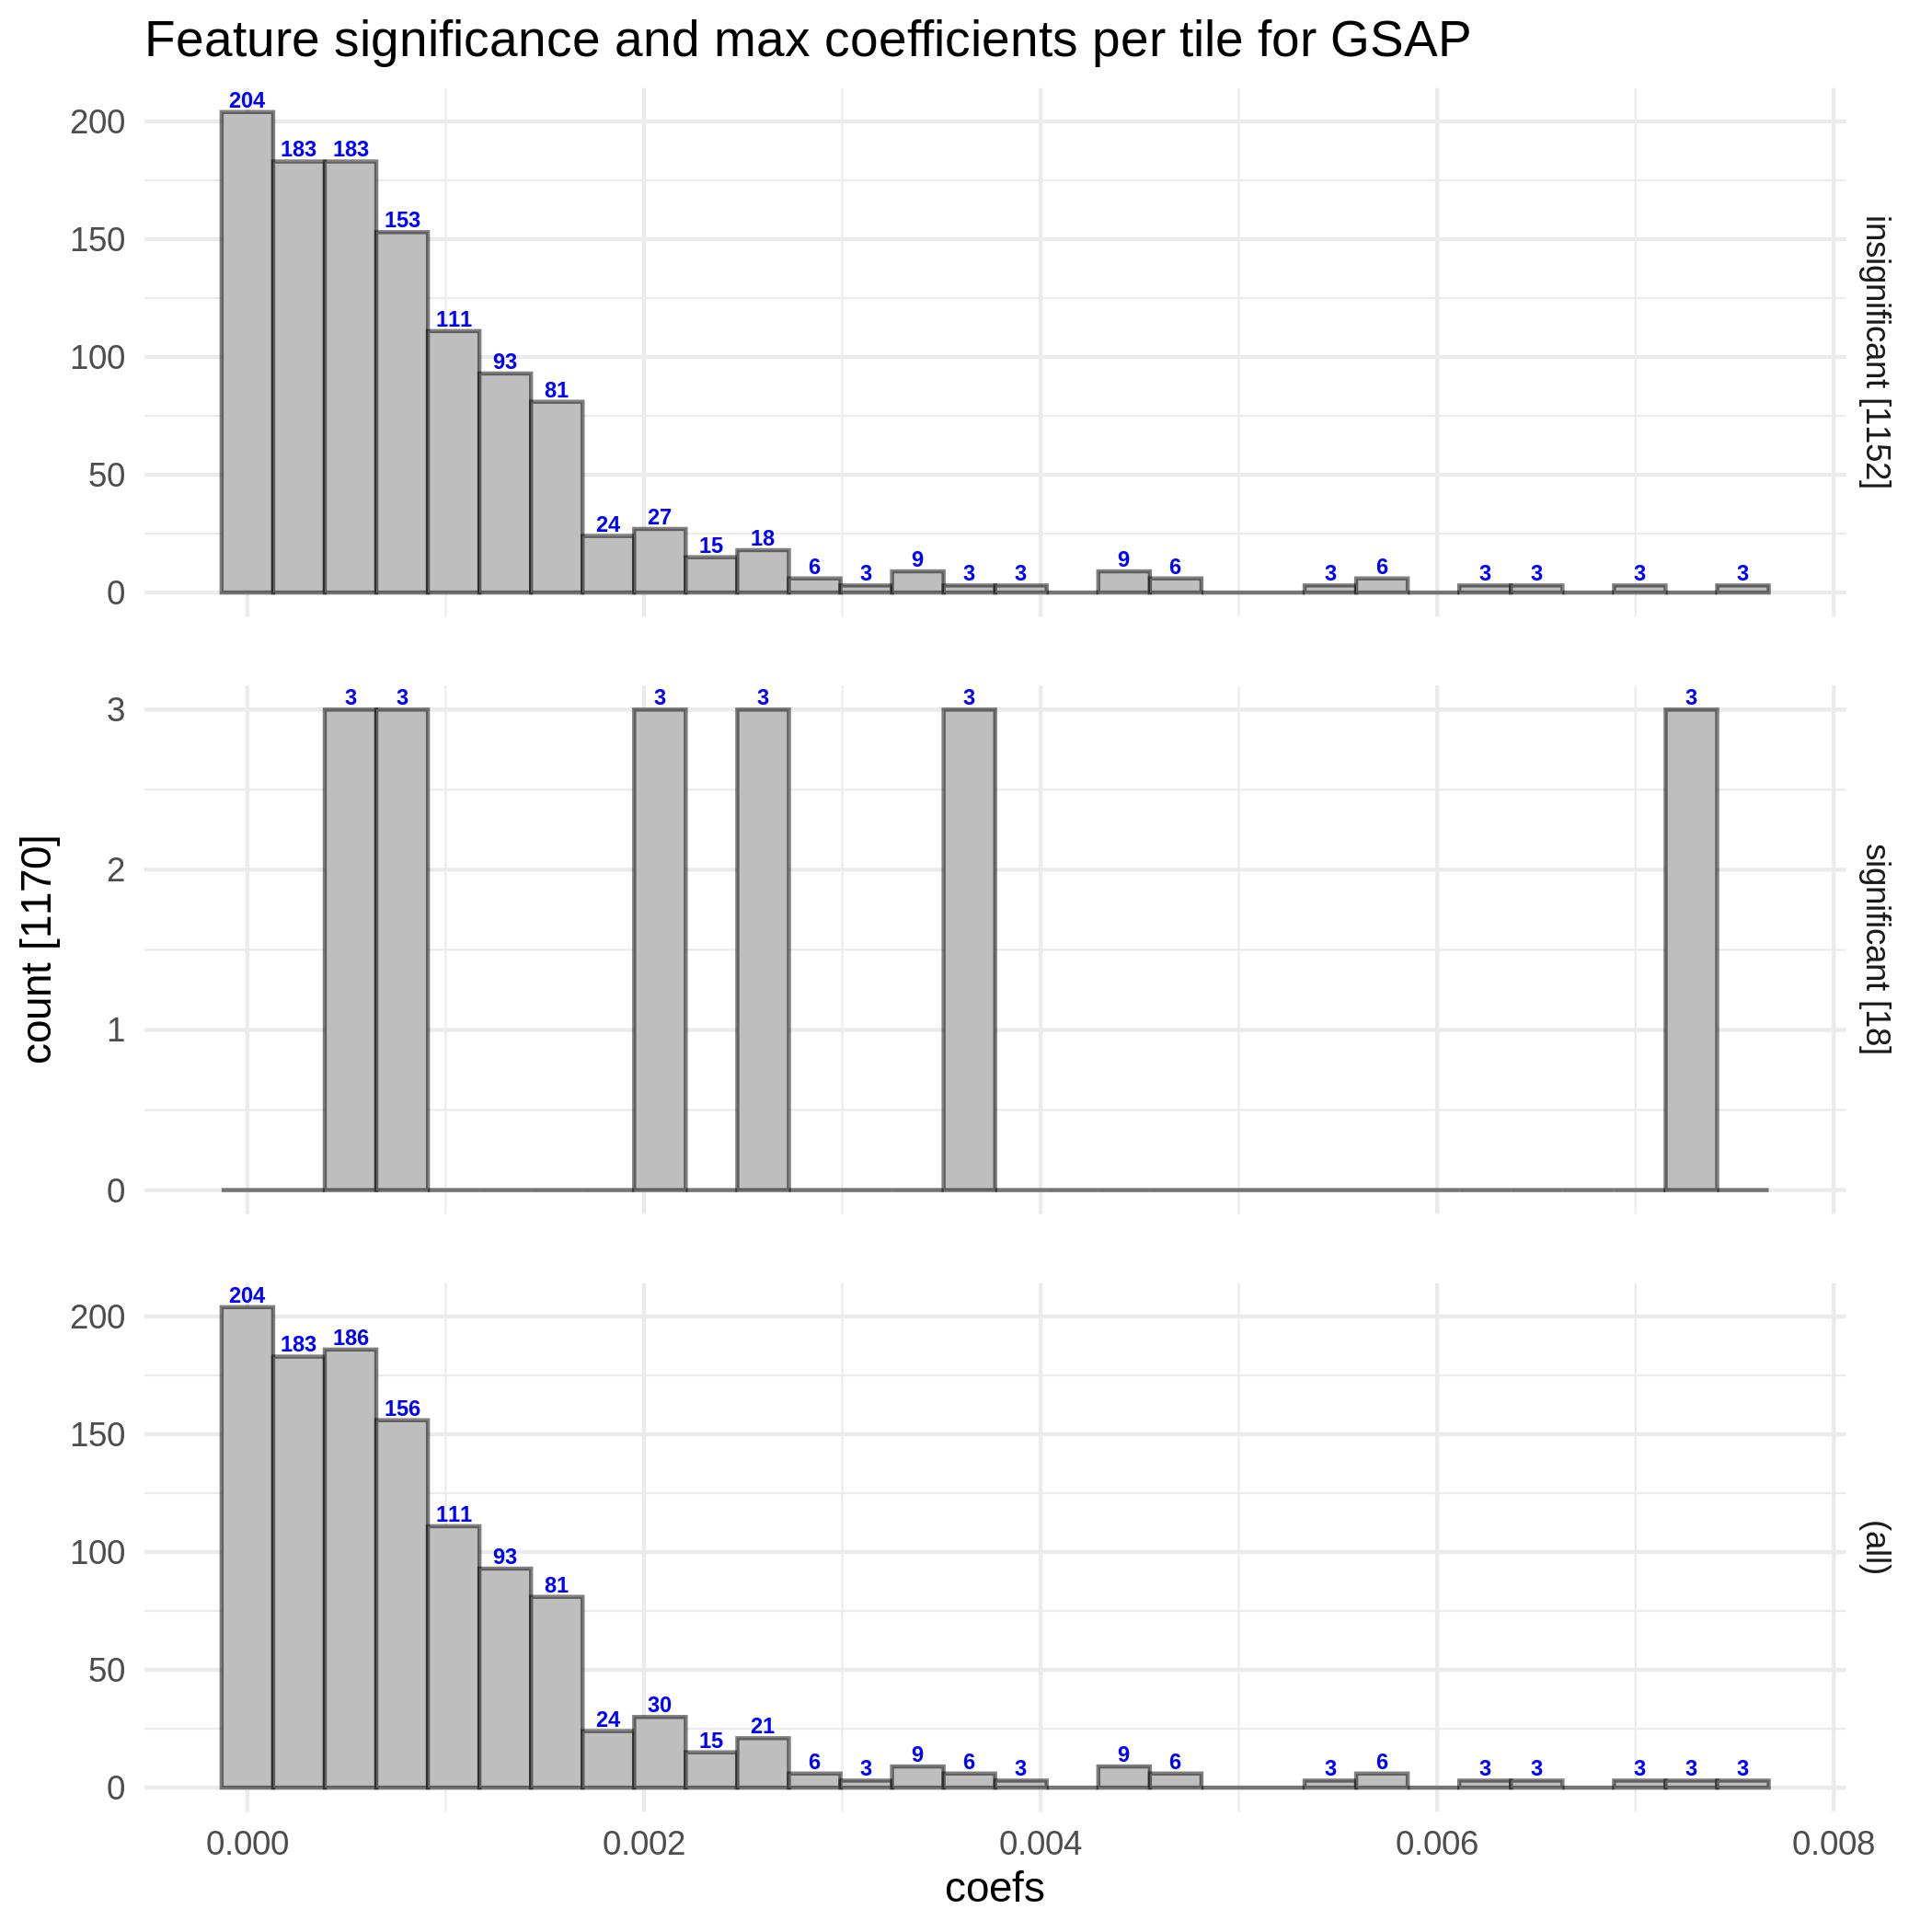 Feature significance and max coefficients per tile for GSAP
204
183 183
153
111
93
81
24 27 15 18 6 3 9 3 3 9 6 3 6 3 3 3 3
200
150
100
50
0
insignificant [1152]
3 3 3 3 3 3
3
2
1
0
significant [18]
count [1170]
204
183 186
156
111
93
81
24 30 15 21 6 3 9 6 3 9 6 3 6 3 3 3 3 3
200
150
100
50
0
(all)
0.000 0.002 0.004 0.006 0.008
coefs